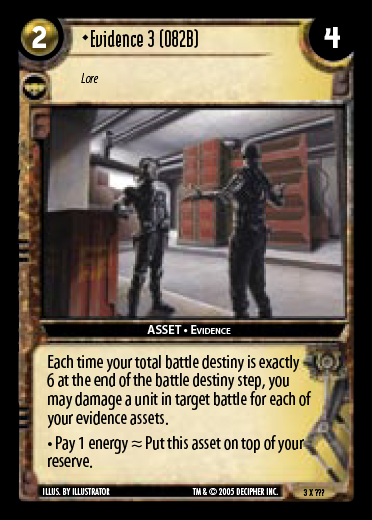 2
•Evidence 3 (082B)
4
Lore
ASSET • EVIDENCE
Each time your total battle destiny is exactly
6 at the end of the battle destiny step, you
may damage a unit in target battle for each of
your evidence assets.
• Pay 1 energy ≈ Put this asset on top of your
reserve.
ILLUS. BY ILLUSTRATOR
TM & © 2005 DECIPHER INC.
3 X ???